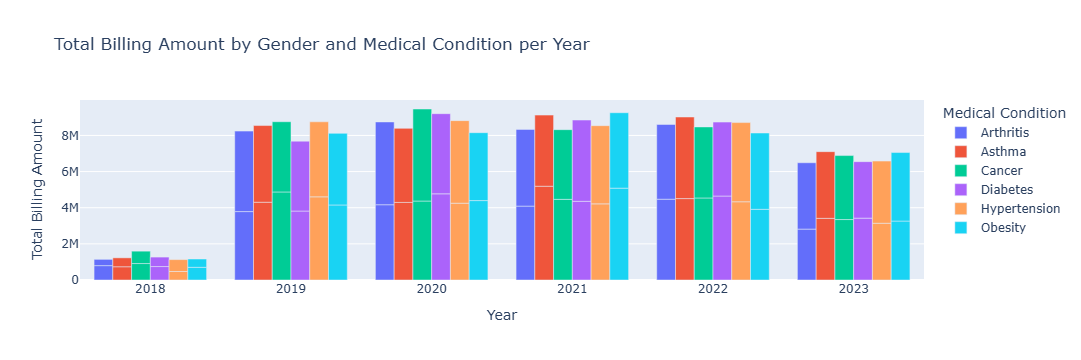 Total Billing Amount by Gender and Medical Condition per Year
Total Billing Amount
8M
6M
4M
2M
0
2018
2019
2020
2021
2022
2023
Year
Medical Condition
Arthritis
Asthma
Cancer
Diabetes
Hypertension
Obesity